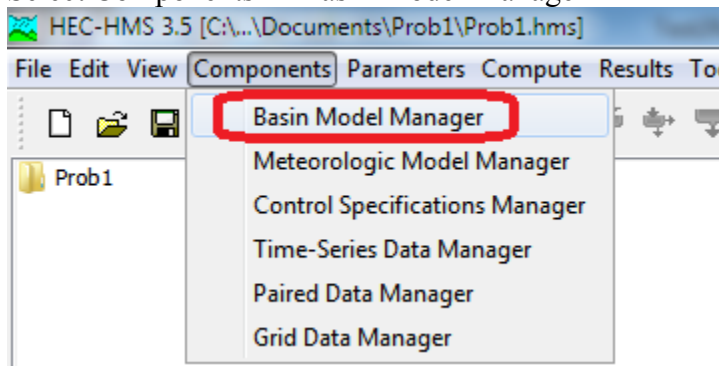 HEC-HMS 3.5 [C:\...\Documents\Prob1\Prob1.hms]
File Edit View Components Parameters Compute Results
Basin Model Manager
Prob1
Meteorologic Model Manager
Control Specifications Manager
Time-Series Data Manager
Paired Data Manager
Grid Data Manager